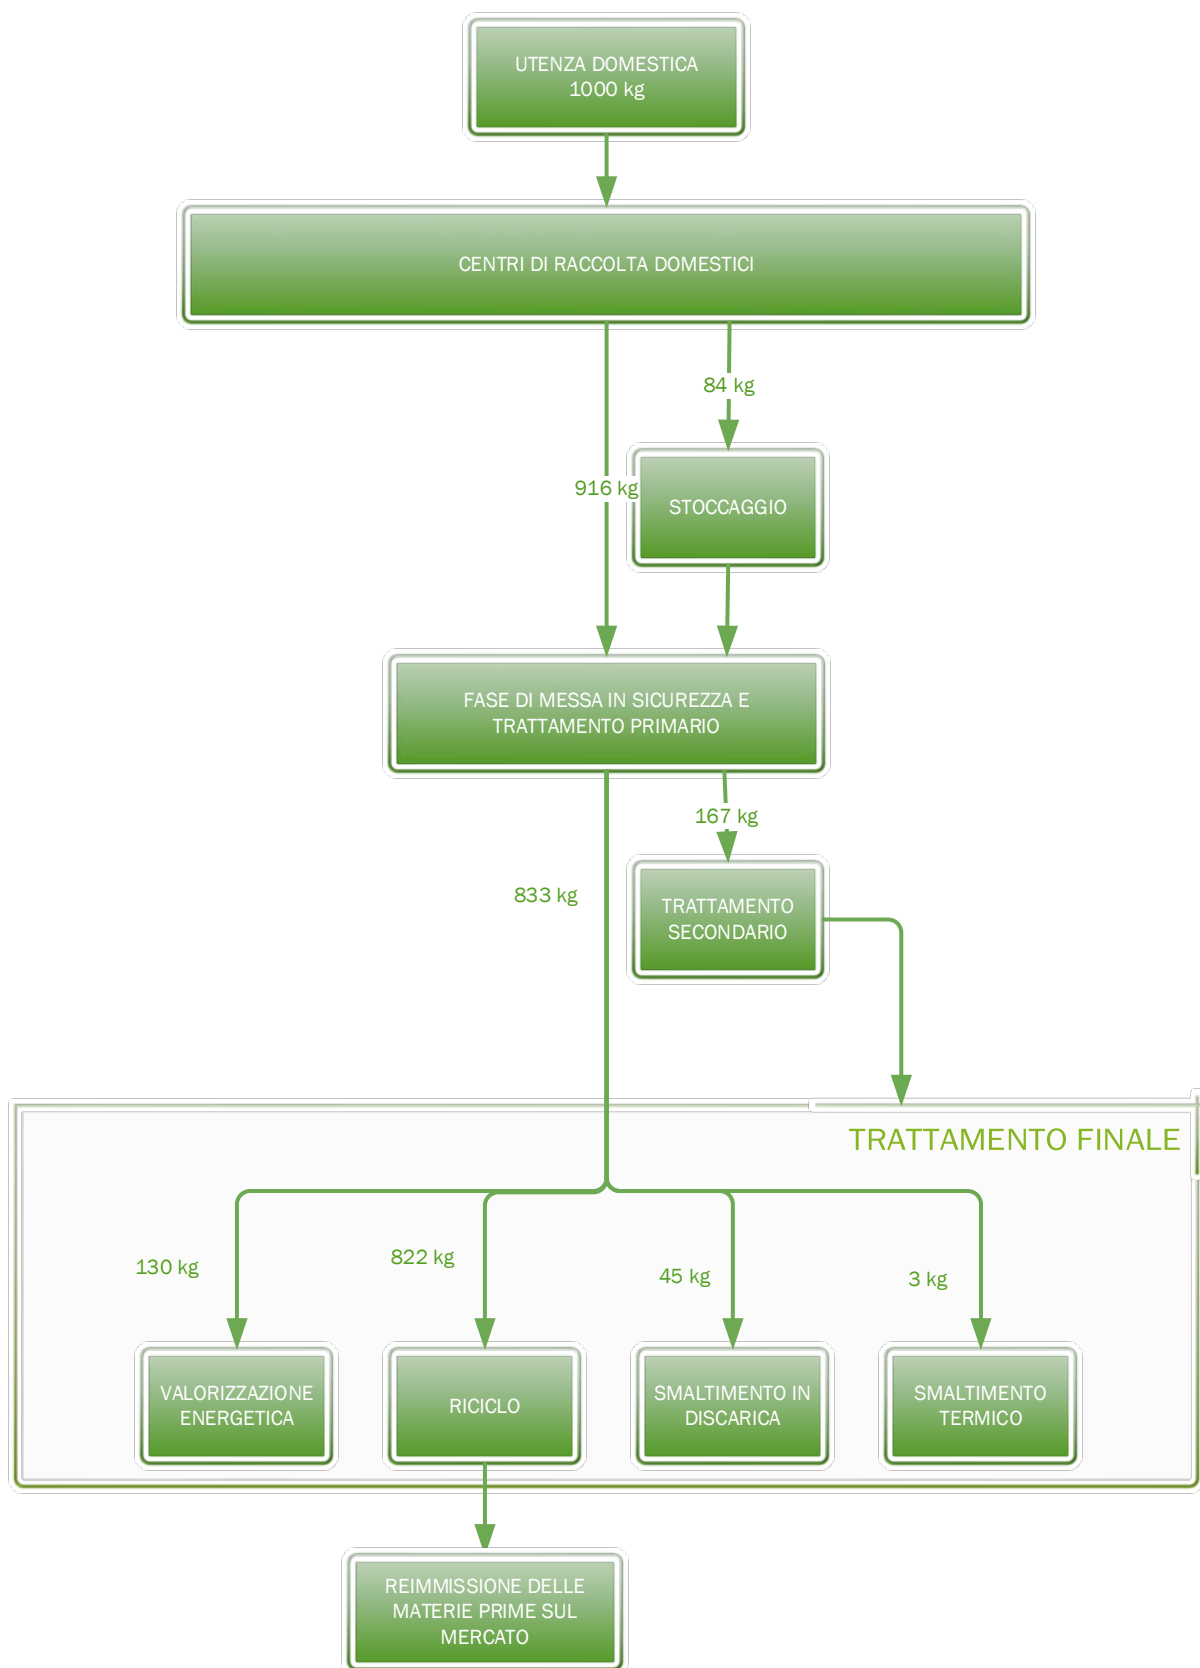 UTENZA DOMESTICA
1000 kg
CENTRI DI RACCOLTA DOMESTICI
84 kg
916 kg
STOCCAGGIO
FASE DI MESSA IN SICUREZZA E
TRATTAMENTO PRIMARIO
167 kg
833 kg
TRATTAMENTO
SECONDARIO
TRATTAMENTO FINALE
130 kg
822 kg
45 kg
3 kg
VALORIZZAZIONE
ENERGETICA
RICICLO
SMALTIMENTO IN
DISCARICA
SMALTIMENTO
TERMICO
REIMMISSIONE DELLE
MATERIE PRIME SUL
MERCATO